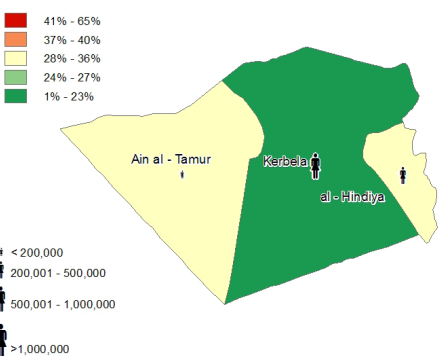 41% - 65%
37% - 40%
28% - 36%
24% - 27%
1% - 23%
Ain al - Tamur
Kerbela
al - Hindiya
< 200,000
200,001 - 500,000
500,001 - 1,000,000
>1,000,000